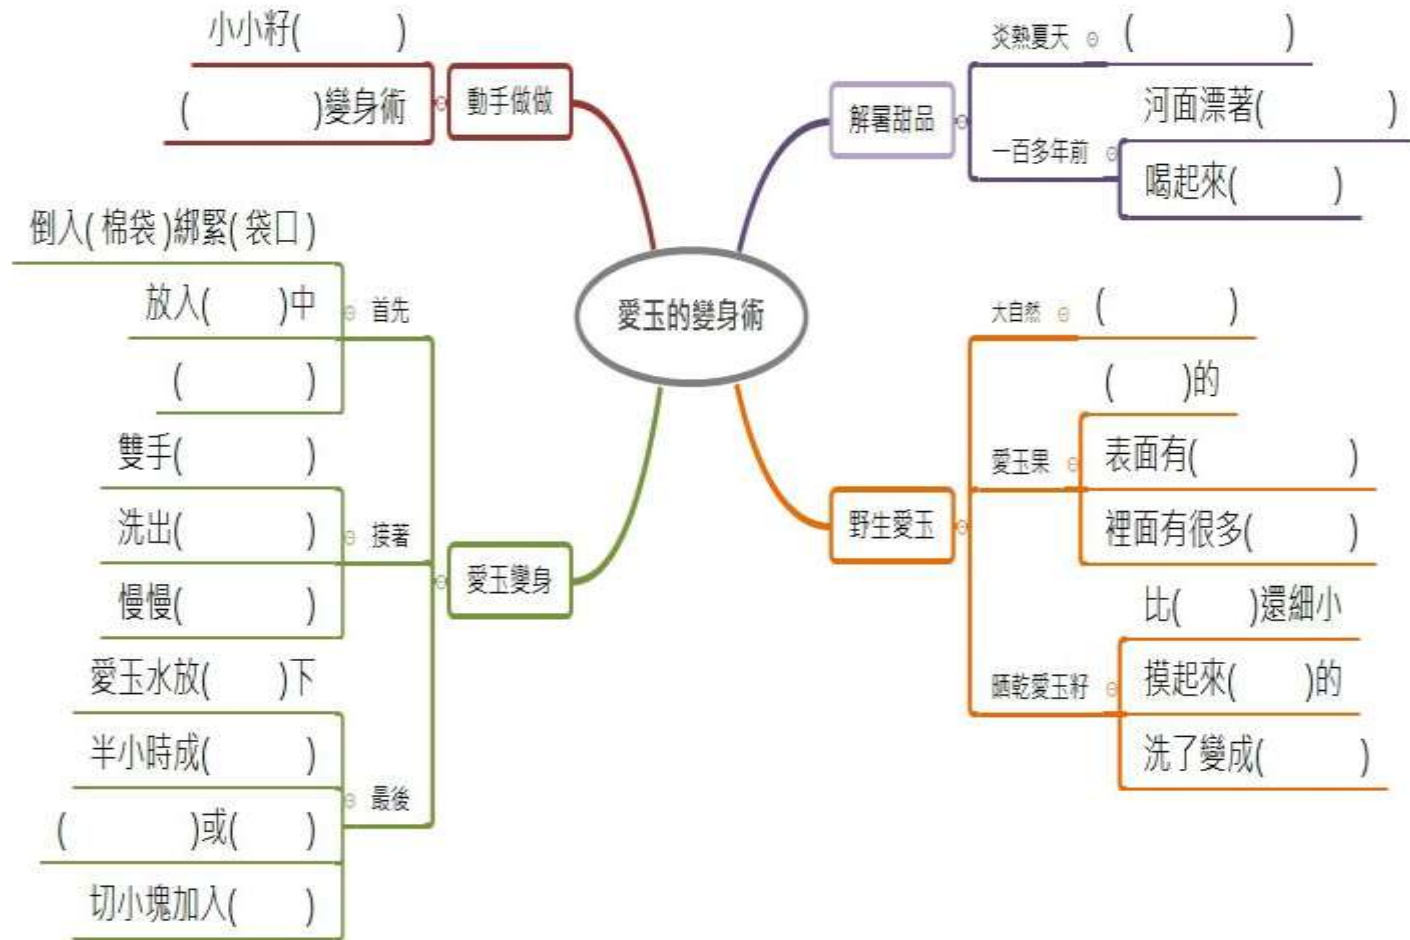 愛玉的變身術
解暑甜品
炎熱夏天
(　　　　)
一百多年前
河面漂著(　　　　)
喝起來(　　　)
野生愛玉
大自然
(　　　　)
愛玉果
(　　)的
表面有(　　　　)
裡面有很多(　　　)
晒乾愛玉籽
比(　　)還細小
摸起來(　　)的
洗了變成(　　　)
愛玉變身
首先
倒入(棉袋)綁緊(袋口)
放入(　　)中
(　　　　)
接著
雙手(　　　　)
洗出(　　　　)
慢慢(　　　　)
最後
愛玉水放(　　)下
半小時成(　　　)
(　　　　)或(　　)
切小塊加入(　　)
動手做做
小小籽(　　　)
(　　　　)變身術